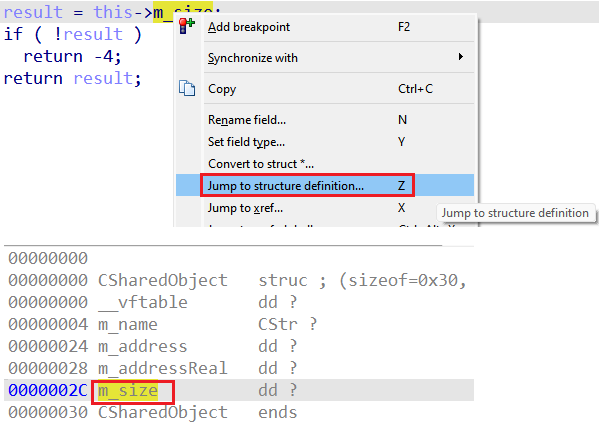 result = this->m_size;
if ( !result )
return -4;
return result;
Add breakpoint F2
Synchronize with
Copy Ctrl+C
Rename field... N
Set field type... Y
Convert to struct *...
Jump to structure definition... Z
Jump to structure definition
Jump to xref... X
00000000
00000000 CSharedObject struc ; (sizeof=0x30,
00000000 __vftable dd ?
00000004 m_name CStr ?
00000024 m_address dd ?
00000028 m_addressReal dd ?
0000002C m_size dd ?
00000030 CSharedObject ends